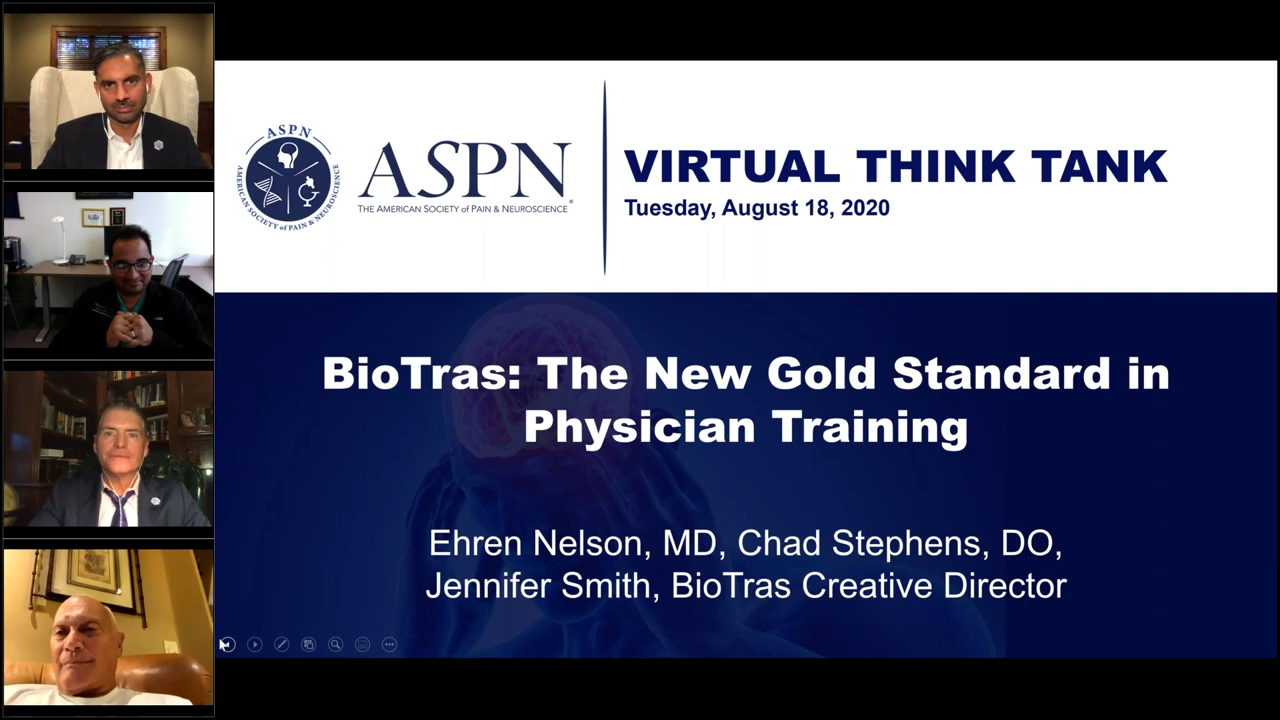 ASPN
AMERICAN SOCIETY of PAIN & NEUROSCIENCE
ASPN
THE AMERICAN SOCIETY of PAIN & NEUROSCIENCE®
VIRTUAL THINK TANK
Tuesday, August 18, 2020
BioTras: The New Gold Standard in
Physician Training
Ehren Nelson, MD, Chad Stephens, DO,
Jennifer Smith, BioTras Creative Director